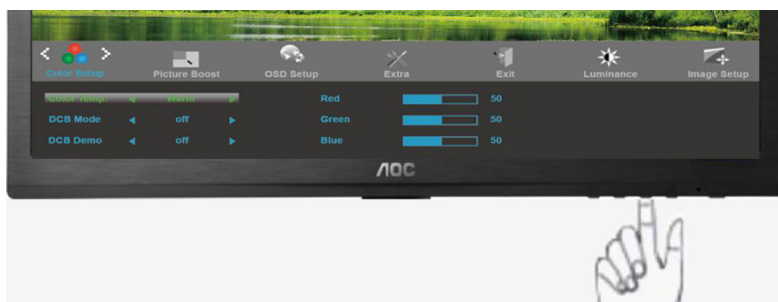 Color Setup Picture Boost OSD Setup Extra Exit Luminance Image Setup
Color Temp. Warm Red 50
DCB Mode off Green 50
DCB Demo off Blue 50
AOC